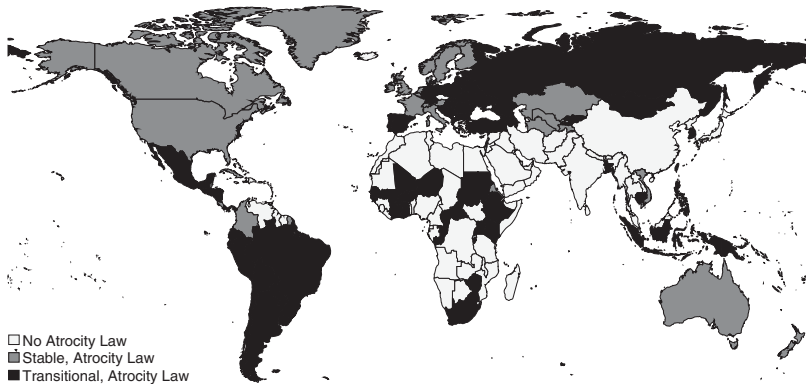 No Atrocity Law
Stable, Atrocity Law
Transitional, Atrocity Law